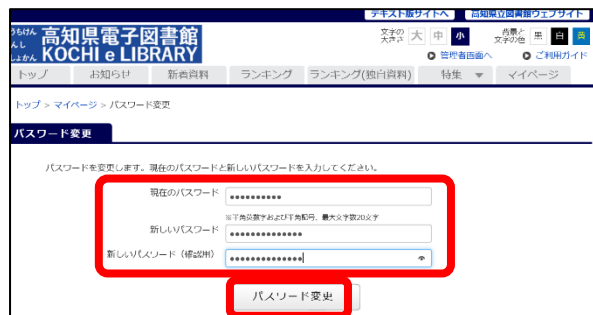 テキスト版サイトへ 高知県立図書館ウェブサイト
高知県電子図書館
KOCHI e LIBRARY
文字の大きさ 大 中 小 背景と文字の色 黒 白 黄
管理者画面へ ご利用ガイド
トップ お知らせ 新着資料 ランキング ランキング(独自資料) 特集 ▼ マイページ
トップ > マイページ > パスワード変更
パスワード変更
パスワードを変更します。現在のパスワードと新しいパスワードを入力してください。
現在のパスワード ••••••••••
※半角英数字および半角記号、最大文字数20文字
新しいパスワード ••••••••••••••
新しいパスワード（確認用） ••••••••••••••
パスワード変更